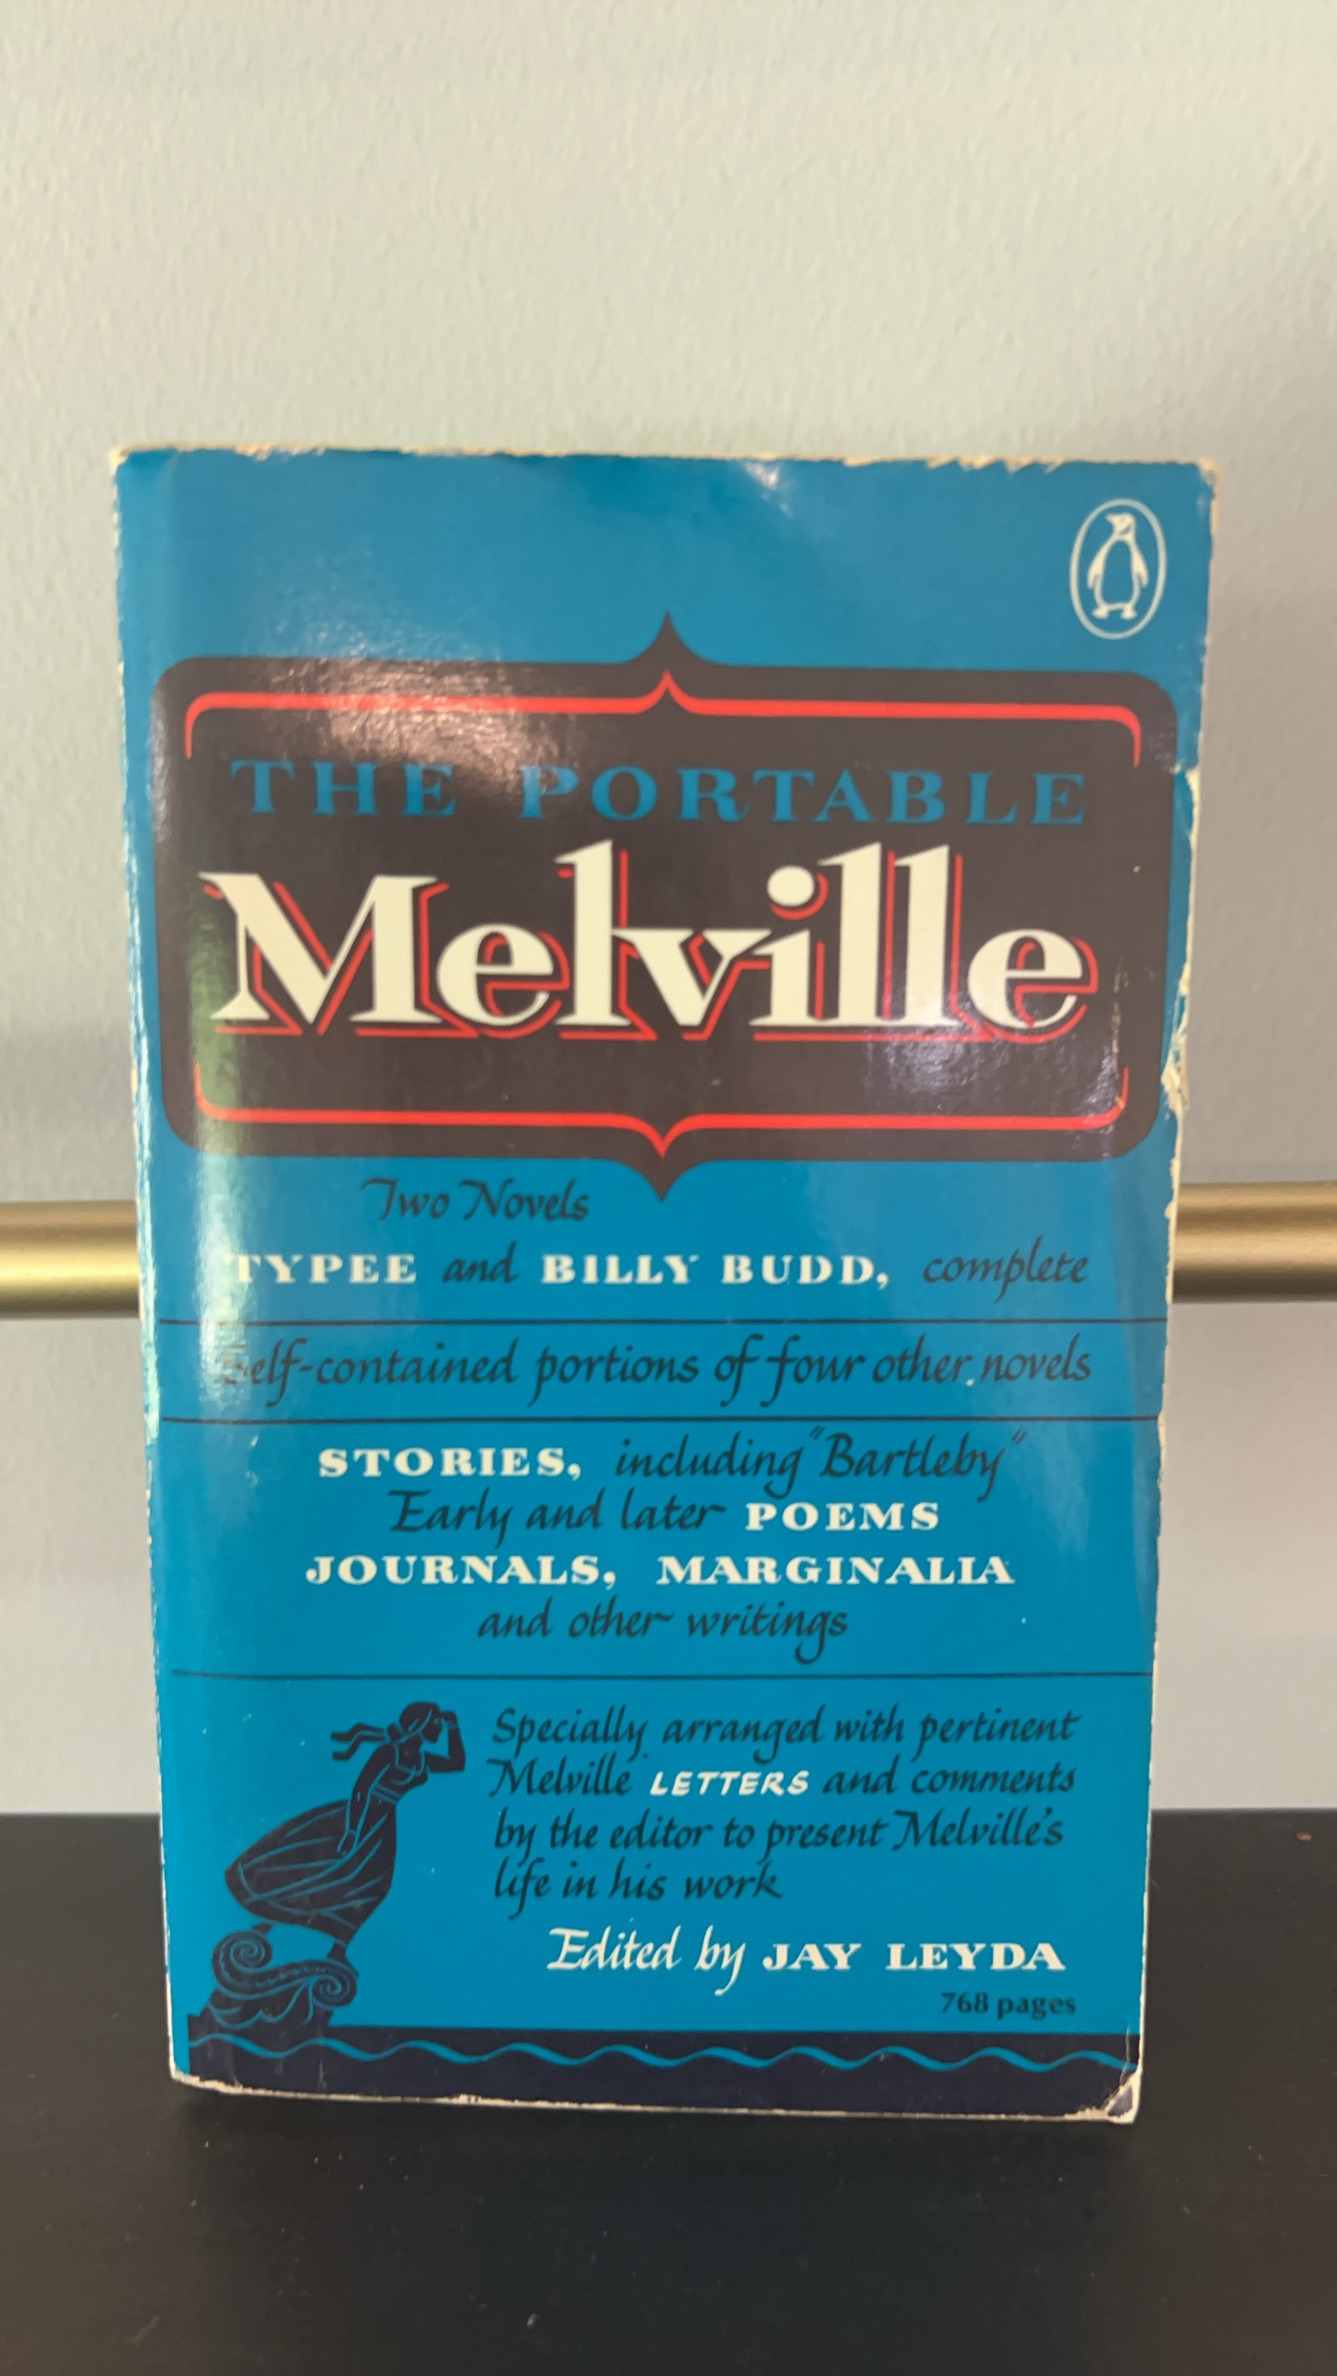 THE PORTABLE
Melville
Two Novels
TYPEE and BILLY BUDD, complete
Self-contained portions of four other novels
STORIES, including "Bartleby"
Early and later POEMS
JOURNALS, MARGINALIA
and other writings
Specially arranged with pertinent
Melville LETTERS and comments
by the editor to present Melville's
life in his work
Edited by JAY LEYDA
768 pages